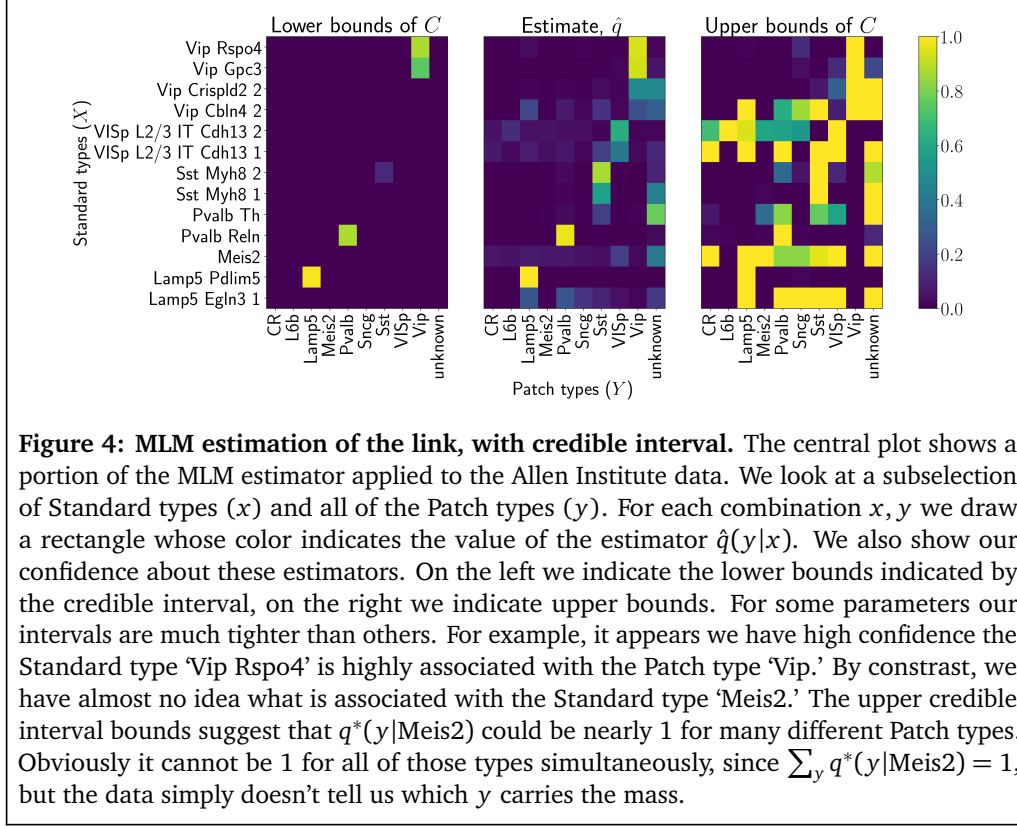 Lower bounds of C
Estimate, q̂
Upper bounds of C
Standard types (X)
Vip Rspo4
Vip Gpc3
Vip Crispld2 2
Vip Cbln4 2
VISp L2/3 IT Cdh13 2
VISp L2/3 IT Cdh13 1
Sst Myh8 2
Sst Myh8 1
Pvalb Th
Pvalb Reln
Meis2
Lamp5 Pdlim5
Lamp5 Egln3 1
CR L6b Lamp5 Meis2 Pvalb Sncg Sst VISp Vip unknown
CR L6b Lamp5 Meis2 Pvalb Sncg Sst VISp Vip unknown
CR L6b Lamp5 Meis2 Pvalb Sncg Sst VISp Vip unknown
Patch types (Y)
1.0
0.8
0.6
0.4
0.2
0.0
Figure 4: MLM estimation of the link, with credible interval. The central plot shows a
portion of the MLM estimator applied to the Allen Institute data. We look at a subselection
of Standard types (x) and all of the Patch types (y). For each combination x, y we draw
a rectangle whose color indicates the value of the estimator q̂(y|x). We also show our
confidence about these estimators. On the left we indicate the lower bounds indicated by
the credible interval, on the right we indicate upper bounds. For some parameters our
intervals are much tighter than others. For example, it appears we have high confidence the
Standard type ‘Vip Rspo4’ is highly associated with the Patch type ‘Vip.’ By constrast, we
have almost no idea what is associated with the Standard type ‘Meis2.’ The upper credible
interval bounds suggest that q*(y|Meis2) could be nearly 1 for many different Patch types.
Obviously it cannot be 1 for all of those types simultaneously, since ∑y q*(y|Meis2) = 1,
but the data simply doesn’t tell us which y carries the mass.